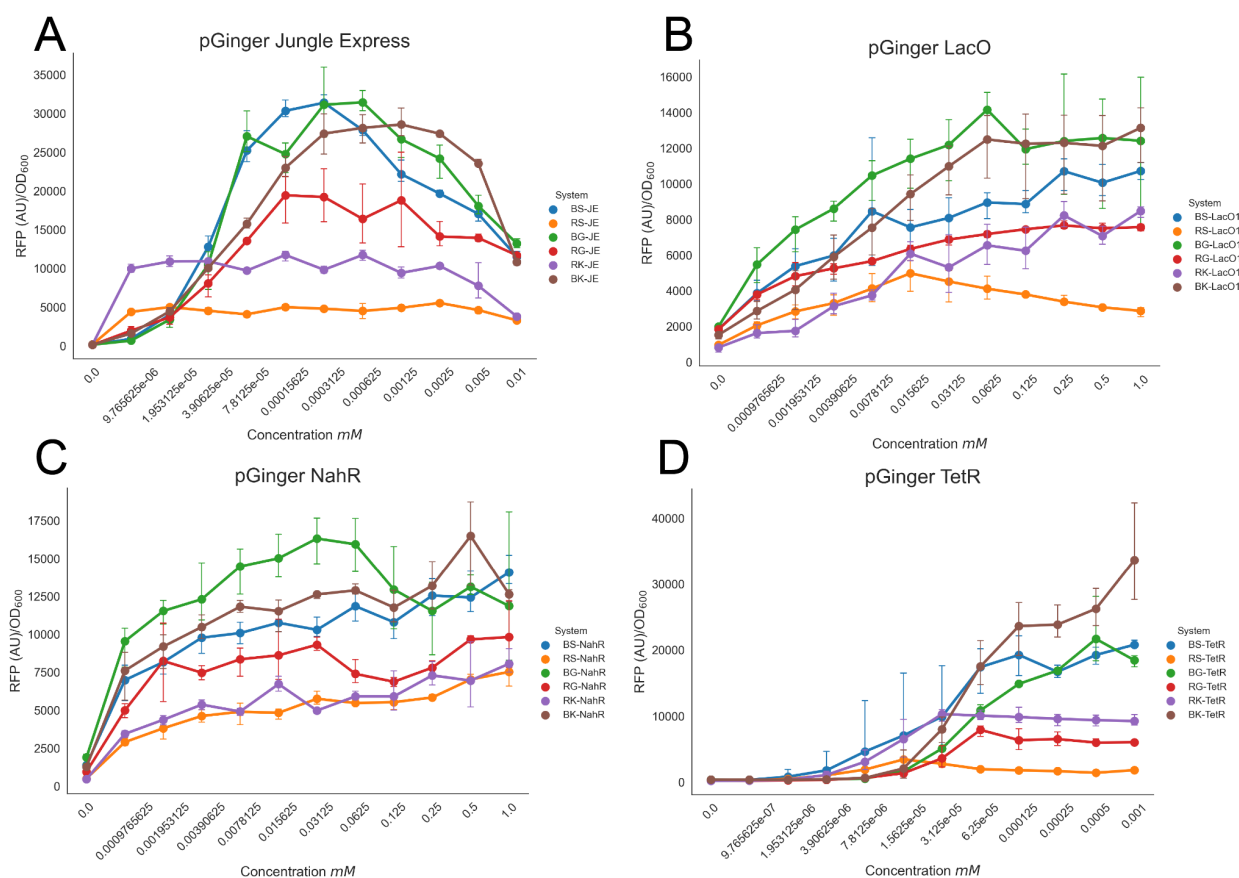 A
pGinger Jungle Express
35000
30000
25000
20000
15000
10000
5000
0
RFP (AU)/OD600
System
BS-JE
RS-JE
BG-JE
RG-JE
RK-JE
BK-JE
0.0
9.765625e-06
1.953125e-05
3.90625e-05
7.8125e-05
0.00015625
0.0003125
0.000625
0.00125
0.0025
0.005
0.01
Concentration mM
B
pGinger LacO
16000
14000
12000
10000
8000
6000
4000
2000
0
RFP (AU)/OD600
System
BS-LacO1
RS-LacO1
BG-LacO1
RG-LacO1
RK-LacO1
BK-LacO1
0.0
0.0009765625
0.001953125
0.00390625
0.0078125
0.015625
0.03125
0.0625
0.125
0.25
0.5
1.0
Concentration mM
C
pGinger NahR
17500
15000
12500
10000
7500
5000
2500
0
RFP (AU)/OD600
System
BS-NahR
RS-NahR
BG-NahR
RG-NahR
RK-NahR
BK-NahR
0.0
0.0009765625
0.001953125
0.00390625
0.0078125
0.015625
0.03125
0.0625
0.125
0.25
0.5
1.0
Concentration mM
D
pGinger TetR
40000
30000
20000
10000
0
RFP (AU)/OD600
System
BS-TetR
RS-TetR
BG-TetR
RG-TetR
RK-TetR
BK-TetR
0.0
9.765625e-07
1.953125e-06
3.90625e-06
7.8125e-06
1.5625e-05
3.125e-05
6.25e-05
0.000125
0.00025
0.0005
0.001
Concentration mM